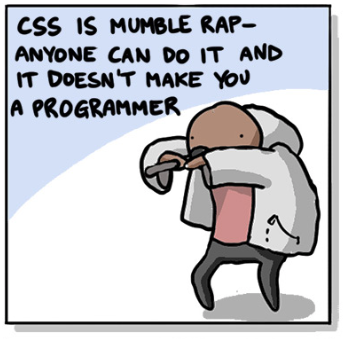 CSS IS MUMBLE RAP-
ANYONE CAN DO IT AND
IT DOESN'T MAKE YOU
A PROGRAMMER